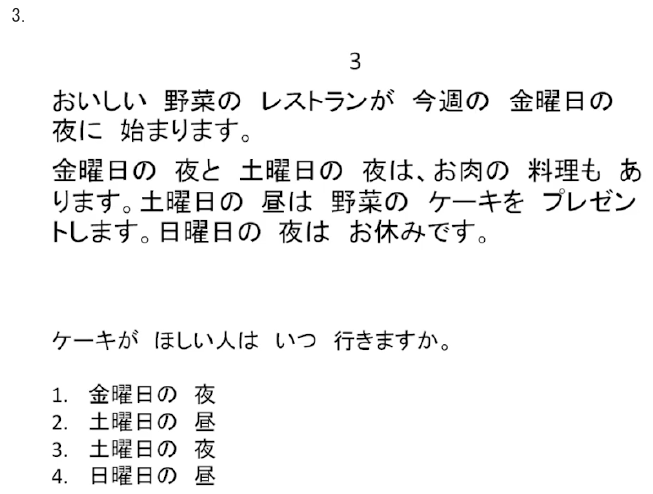 3.
3
おいしい 野菜の レストランが 今週の 金曜日の
夜に 始まります。
金曜日の 夜と 土曜日の 夜は、お肉の 料理も あ
ります。土曜日の 昼は 野菜の ケーキを プレゼン
トします。日曜日の 夜は お休みです。
ケーキが ほしい人は いつ 行きますか。
1. 金曜日の 夜
2. 土曜日の 昼
3. 土曜日の 夜
4. 日曜日の 昼